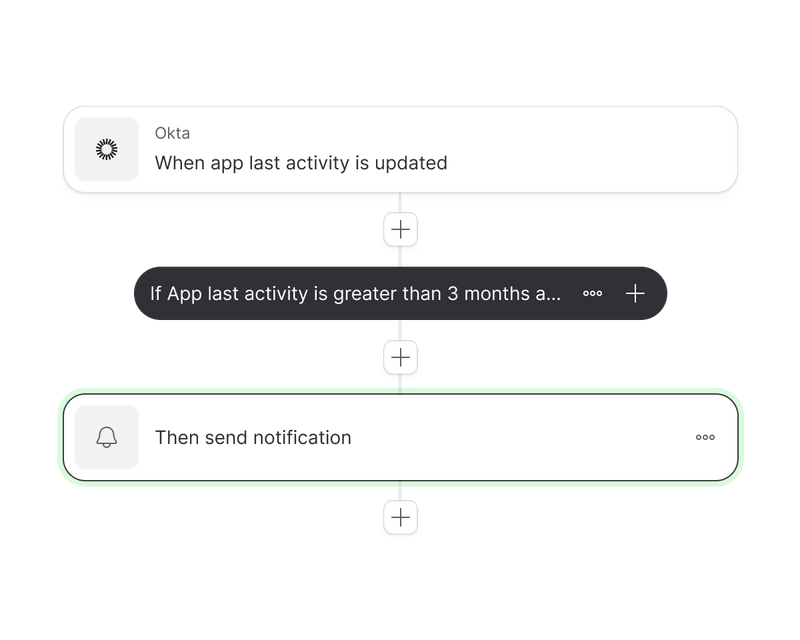 Okta
When app last activity is updated
If App last activity is greater than 3 months a...
Then send notification